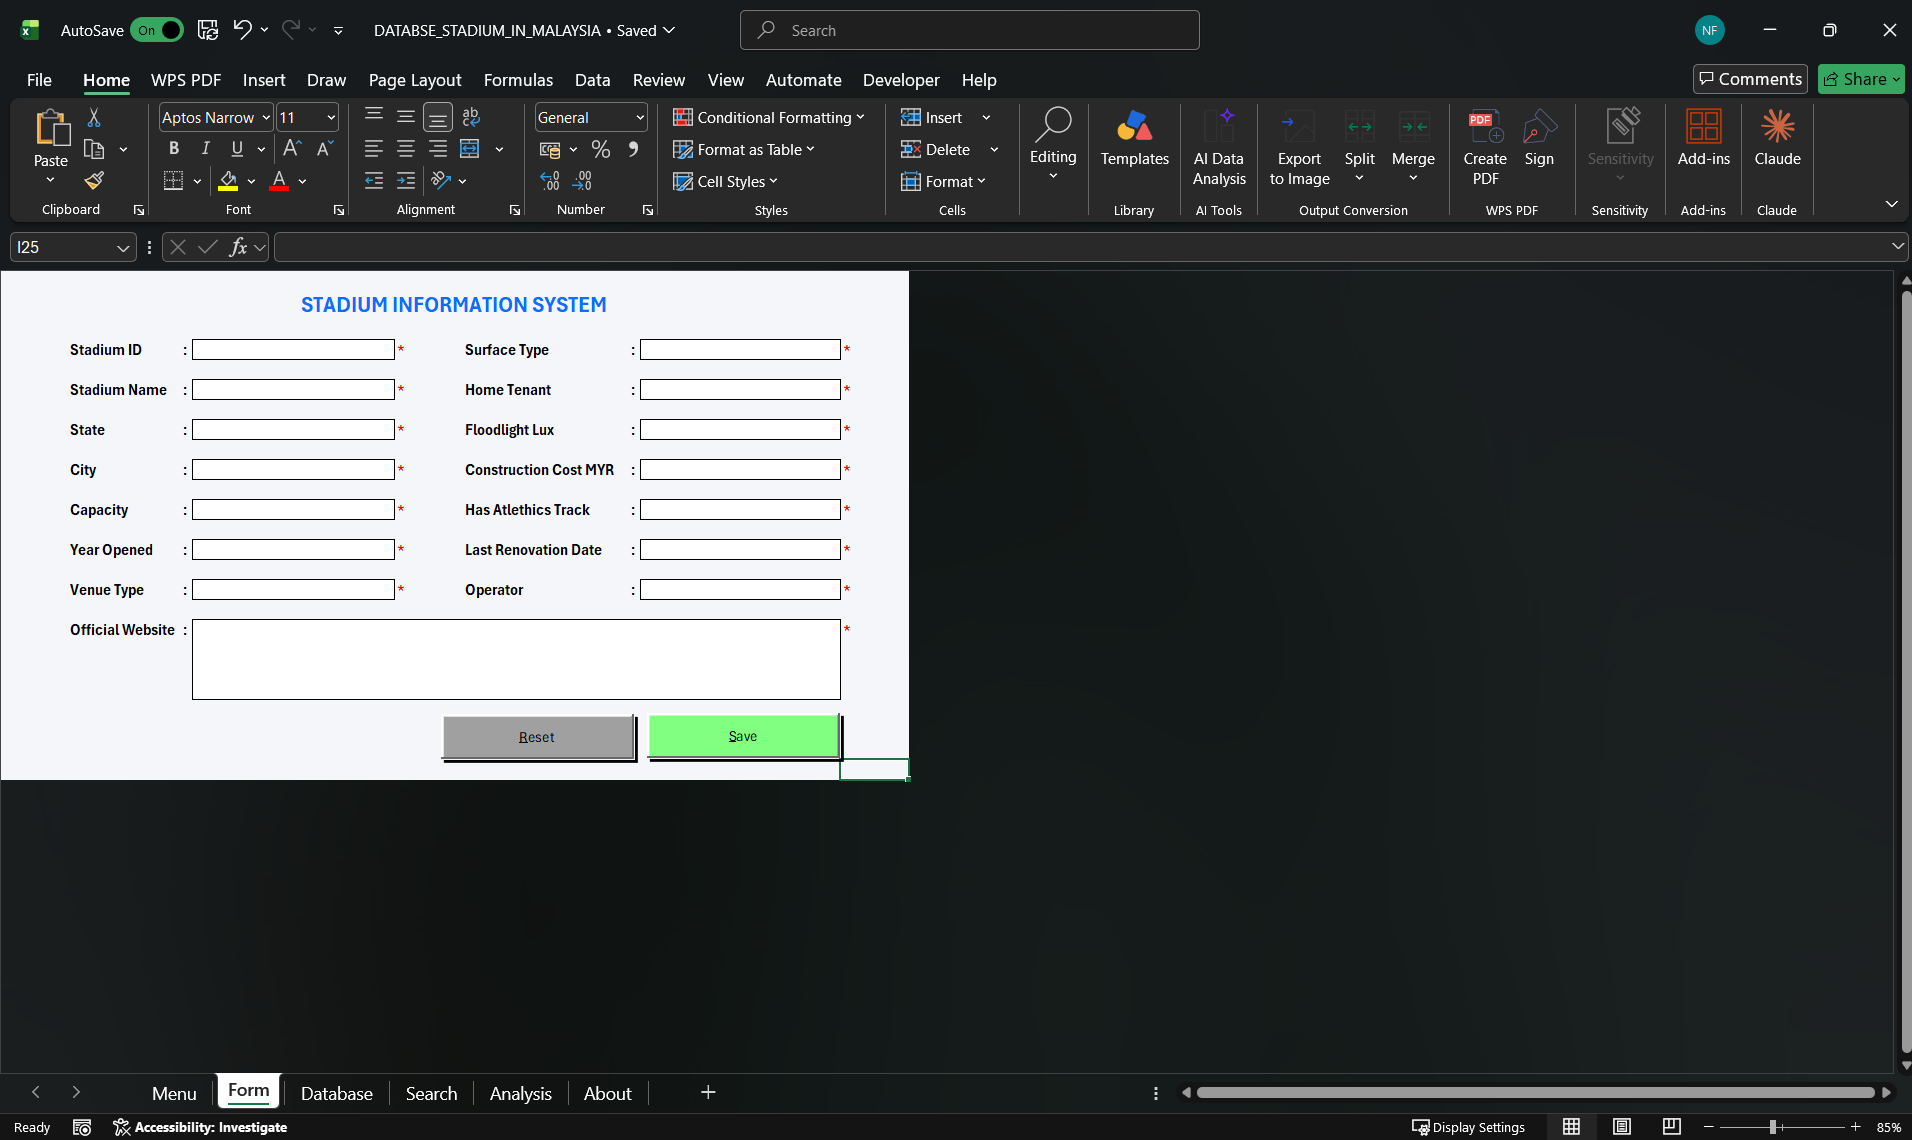 AutoSave On DATABSE_STADIUM_IN_MALAYSIA • Saved Search NF
File Home WPS PDF Insert Draw Page Layout Formulas Data Review View Automate Developer Help Comments Share
Paste
Clipboard
Aptos Narrow 11
B I U A A
A
Font
ab
Alignment
General
% 9
.00 .00
Number
Conditional Formatting
Format as Table
Cell Styles
Styles
Insert
Delete
Format
Cells
Editing
Templates
Library
AI Data
Analysis
AI Tools
Export
to Image
Split
Merge
Output Conversion
PDF
Create
PDF
Sign
WPS PDF
Sensitivity
Sensitivity
Add-ins
Add-ins
Claude
Claude
I25 fx
STADIUM INFORMATION SYSTEM
Stadium ID : * Surface Type : *
Stadium Name : * Home Tenant : *
State : * Floodlight Lux : *
City : * Construction Cost MYR : *
Capacity : * Has Atlethics Track : *
Year Opened : * Last Renovation Date : *
Venue Type : * Operator : *
Official Website : *
Reset Save
Menu Form Database Search Analysis About +
Ready Accessibility: Investigate Display Settings − + 85%